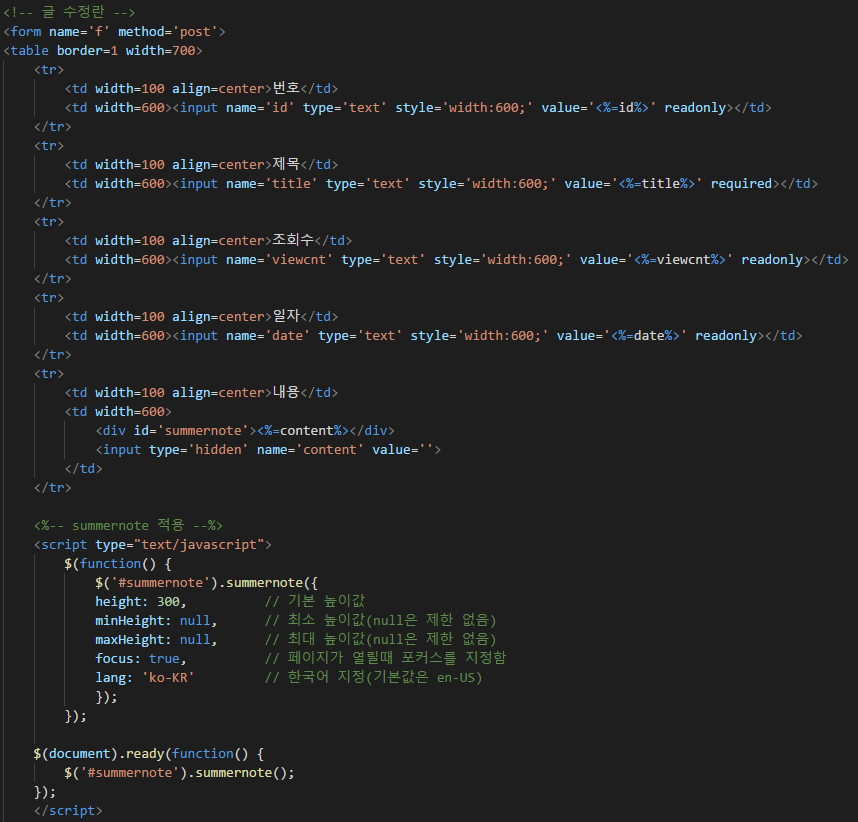 <!-- 글 수정란 -->
<form name='f' method='post'>
<table border=1 width=700>
<tr>
<td width=100 align=center>번호</td>
<td width=600><input name='id' type='text' style='width:600;' value='<%=id%>' readonly></td>
</tr>
<tr>
<td width=100 align=center>제목</td>
<td width=600><input name='title' type='text' style='width:600;' value='<%=title%>' required></td>
</tr>
<tr>
<td width=100 align=center>조회수</td>
<td width=600><input name='viewcnt' type='text' style='width:600;' value='<%=viewcnt%>' readonly></td>
</tr>
<tr>
<td width=100 align=center>일자</td>
<td width=600><input name='date' type='text' style='width:600;' value='<%=date%>' readonly></td>
</tr>
<tr>
<td width=100 align=center>내용</td>
<td width=600>
<div id='summernote'><%=content%></div>
<input type='hidden' name='content' value=''>
</td>
</tr>
<%-- summernote 적용 --%>
<script type="text/javascript">
$(function() {
$('#summernote').summernote({
height: 300, // 기본 높이값
minHeight: null, // 최소 높이값(null은 제한 없음)
maxHeight: null, // 최대 높이값(null은 제한 없음)
focus: true, // 페이지가 열릴때 포커스를 지정함
lang: 'ko-KR' // 한국어 지정(기본값은 en-US)
});
});
$(document).ready(function() {
$('#summernote').summernote();
});
</script>